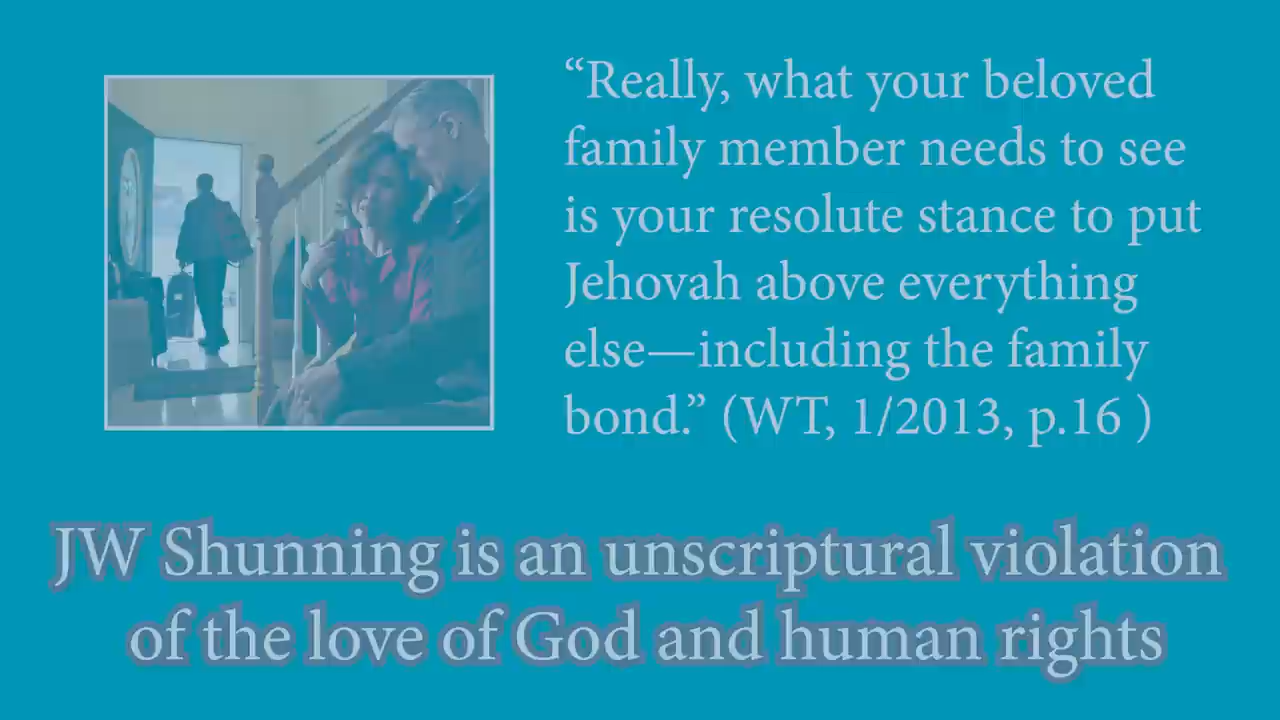 “Really, what your beloved
family member needs to see
is your resolute stance to put
Jehovah above everything
else—including the family
bond.” (WT, 1/2013, p.16 )
JW Shunning is an unscriptural violation
of the love of God and human rights